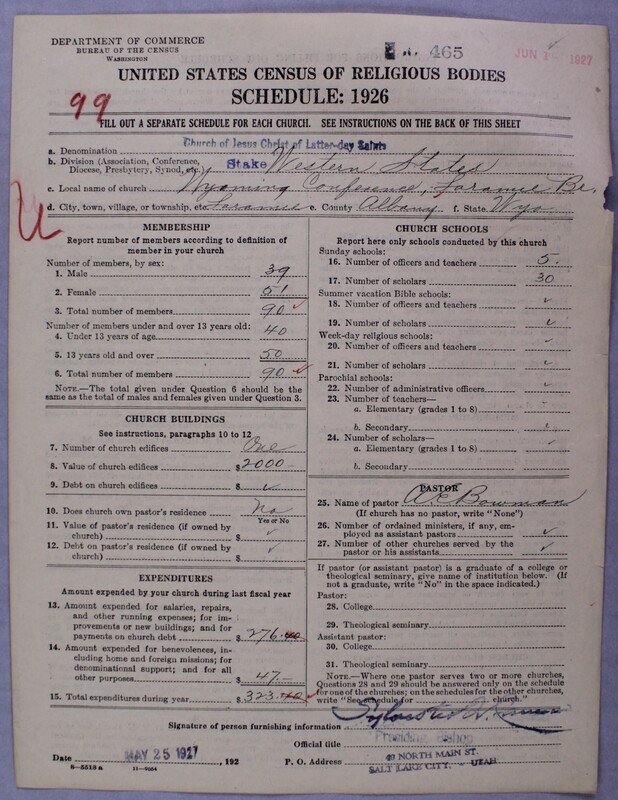 DEPARTMENT OF COMMERCE
BUREAU OF THE CENSUS
WASHINGTON
465
JUN 1 1927
UNITED STATES CENSUS OF RELIGIOUS BODIES
SCHEDULE: 1926
99
FILL OUT A SEPARATE SCHEDULE FOR EACH CHURCH. SEE INSTRUCTIONS ON THE BACK OF THIS SHEET
a. Denomination Church of Jesus Christ of Latter-day Saints
b. Division (Association, Conference, Diocese, Presbytery, Synod, etc.) Stake Western States
c. Local name of church Wyoming Conference, Laramie Br.
d. City, town, village, or township, etc. Laramie e. County Albany f. State Wyo
MEMBERSHIP
Report number of members according to definition of
member in your church
Number of members, by sex:
1. Male 39
2. Female 51
3. Total number of members 90
Number of members under and over 13 years old:
4. Under 13 years of age 40
5. 13 years old and over 50
6. Total number of members 90
NOTE.—The total given under Question 6 should be
same as the total of males and females given under Question 3.
CHURCH BUILDINGS
See instructions, paragraphs 10 to 12
7. Number of church edifices One
8. Value of church edifices $2000
9. Debt on church edifices $ ✓
10. Does church own pastor's residence No
Yes or No
11. Value of pastor's residence (if owned by
church) $ ✓
12. Debt on pastor's residence (if owned by
church) $ ✓
EXPENDITURES
Amount expended by your church during last fiscal year
13. Amount expended for salaries, repairs,
and other running expenses; for im-
provements or new buildings; and for
payments on church debt $ 276.40
14. Amount expended for benevolences, in-
cluding home and foreign missions; for
denominational support; and for all
other purposes $ 47.—
15. Total expenditures during year $ 323.40
CHURCH SCHOOLS
Report here only schools conducted by this church
Sunday schools:
16. Number of officers and teachers 5
17. Number of scholars 30
Summer vacation Bible schools:
18. Number of officers and teachers ✓
19. Number of scholars ✓
Week-day religious schools:
20. Number of officers and teachers ✓
21. Number of scholars ✓
Parochial schools:
22. Number of administrative officers ✓
23. Number of teachers—
a. Elementary (grades 1 to 8) ✓
b. Secondary ✓
24. Number of scholars—
a. Elementary (grades 1 to 8) ✓
b. Secondary
PASTOR
25. Name of pastor Bowman
(If church has no pastor, write "None")
26. Number of ordained ministers, if any, em-
ployed as assistant pastors ✓
27. Number of other churches served by the
pastor or his assistants ✓
If pastor (or assistant pastor) is a graduate of a college or
theological seminary, give name of institution below. (If
not a graduate, write "No" in the space indicated.)
Pastor:
28. College
29. Theological seminary
Assistant pastor:
30. College
31. Theological seminary
NOTE.—Where one pastor serves two or more churches,
Questions 28 and 29 should be answered only on the schedule
for one of the churches; on the schedules for the other churches,
write "See schedule for church."
Signature of person furnishing information Sylvester Q. Cannon
Official title Presiding Bishop
Date MAY 25 1927, 192 P. O. Address 40 NORTH MAIN ST.
SALT LAKE CITY, - UTAH
8—5518 a 11—9664